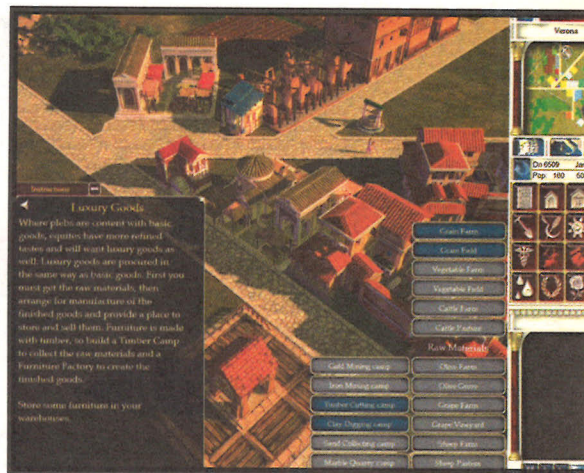 Verona
Dn 6509
Pop: 160
Luxury Goods
Where plebs are content with basic
goods, equites have more refined
tastes and will want luxury goods as
well. Luxury goods are procured in
the same way as basic goods. First you
must get the raw materials, then
arrange for manufacture of the
finished goods and provide a place to
store and sell them. Furniture is made
with timber, so build a Timber Camp
to collect the raw materials and a
Furniture Factory to create the
finished goods.
Store some furniture in your
warehouses.
Grain Farm
Grain Field
Vegetable Farm
Vegetable Field
Cattle Farm
Cattle Pasture
Raw Materials
Gold Mining camp
Olive Farm
Iron Mining camp
Olive Grove
Timber Cutting camp
Grape Farm
Clay Digging camp
Grape Vineyard
Sand Collecting camp
Sheep Farm
Marble Quarry camp
Sheep Pasture